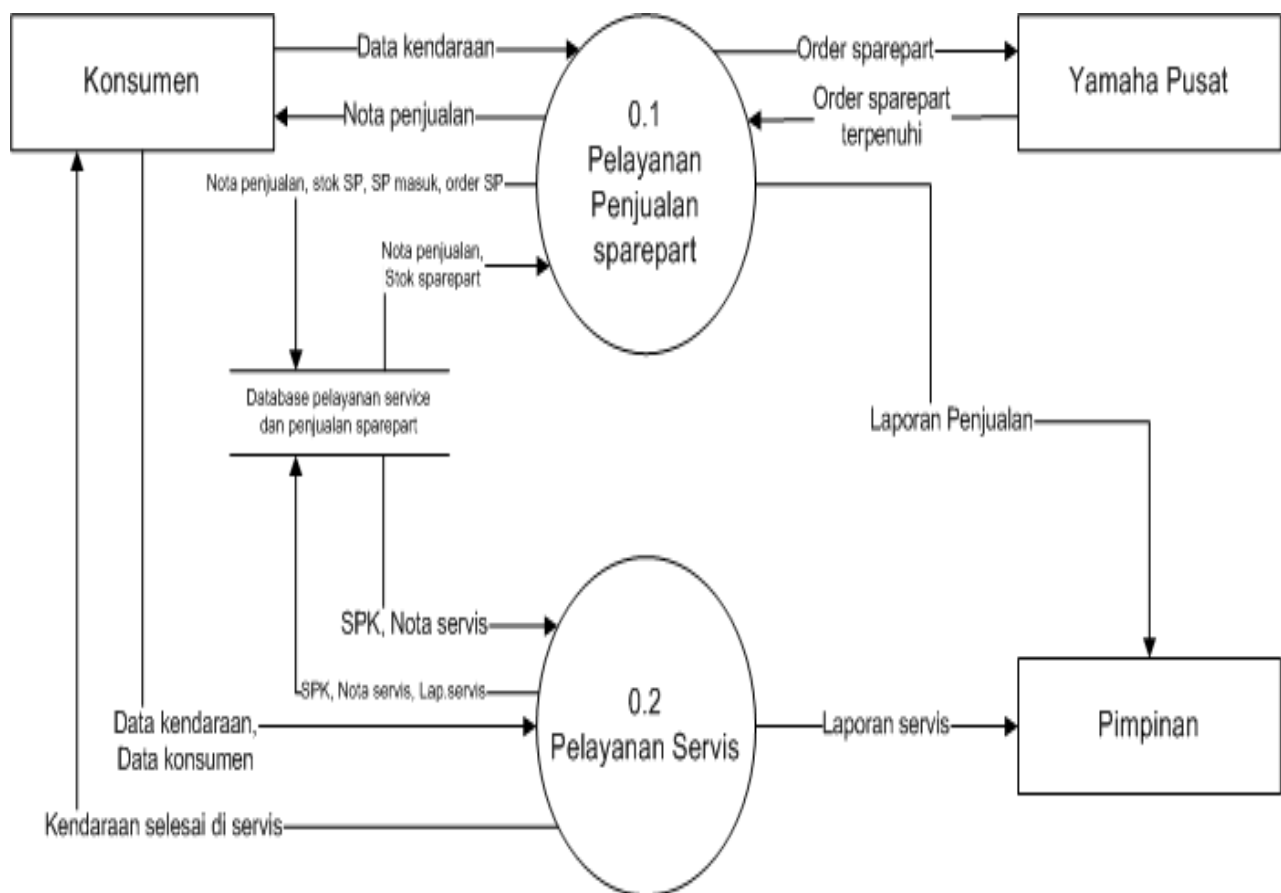 Konsumen
Data kendaraan
Nota penjualan
0.1
Pelayanan
Penjualan
sparepart
Order sparepart
Order sparepart
terpenuhi
Yamaha Pusat
Nota penjualan, stok SP, SP masuk, order SP
Nota penjualan,
Stok sparepart
Database pelayanan service
dan penjualan sparepart
Laporan Penjualan
SPK, Nota servis
SPK, Nota servis, Lap.servis
Data kendaraan,
Data konsumen
0.2
Pelayanan Servis
Laporan servis
Pimpinan
Kendaraan selesai di servis